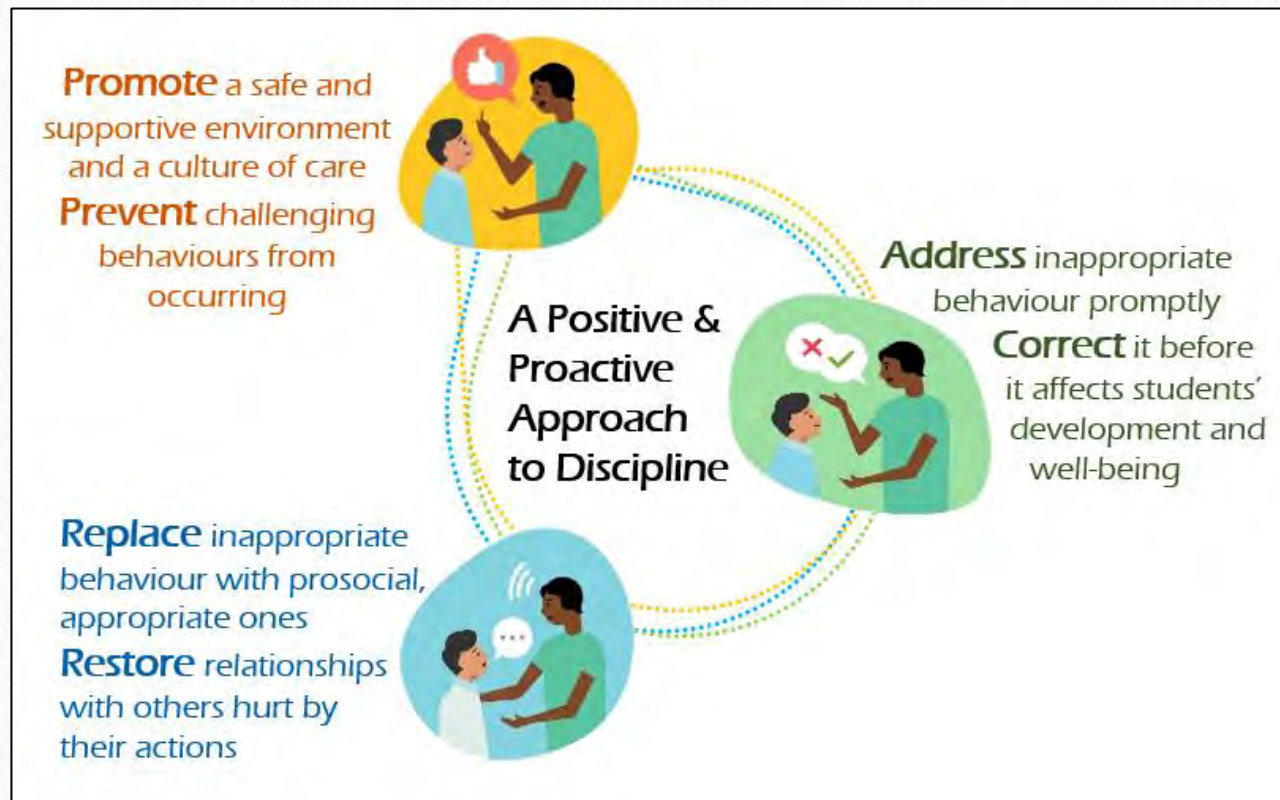 Promote a safe and
supportive environment
and a culture of care
Prevent challenging
behaviours from
occurring
A Positive &
Proactive
Approach
to Discipline
Address inappropriate
behaviour promptly
Correct it before
it affects students’
development and
well-being
Replace inappropriate
behaviour with prosocial,
appropriate ones
Restore relationships
with others hurt by
their actions